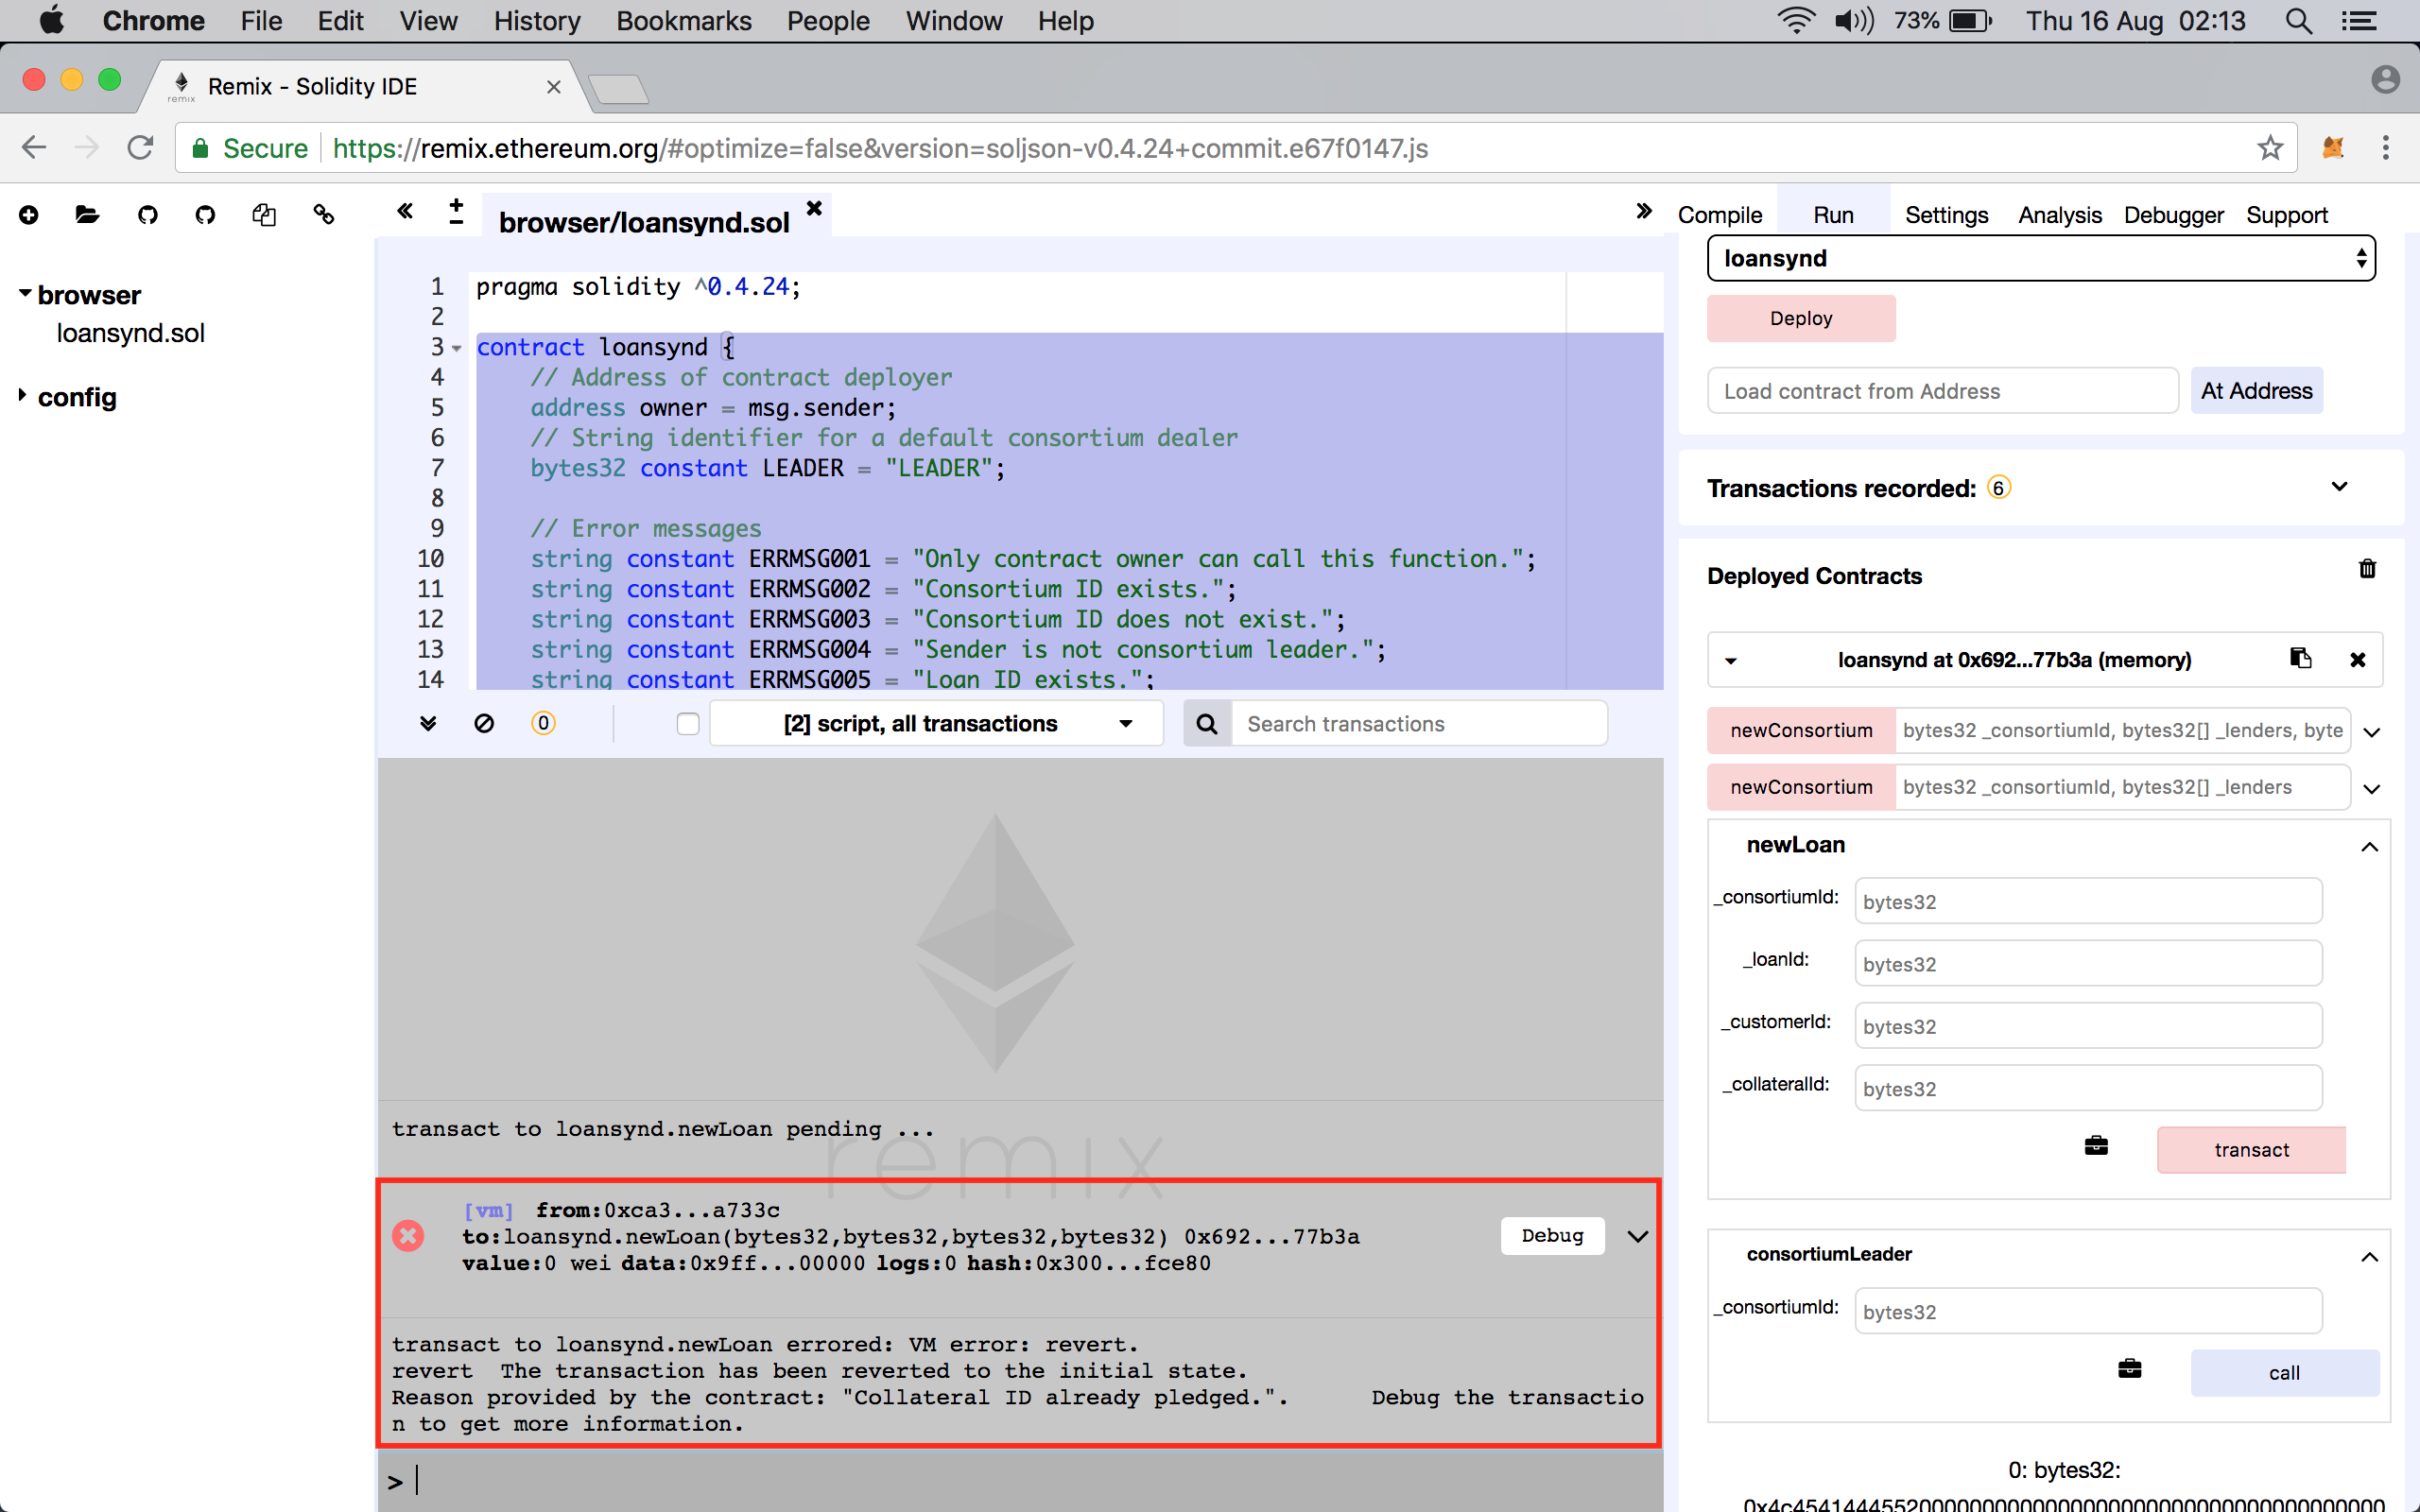 Chrome File Edit View History Bookmarks People Window Help 73% Thu 16 Aug 02:13
remix Remix - Solidity IDE
Secure https://remix.ethereum.org/#optimize=false&version=soljson-v0.4.24+commit.e67f0147.js
browser/loansynd.sol
Compile Run Settings Analysis Debugger Support
browser
loansynd.sol
config
1 pragma solidity ^0.4.24;
2
3 contract loansynd {
4 // Address of contract deployer
5 address owner = msg.sender;
6 // String identifier for a default consortium dealer
7 bytes32 constant LEADER = "LEADER";
8
9 // Error messages
10 string constant ERRMSG001 = "Only contract owner can call this function.";
11 string constant ERRMSG002 = "Consortium ID exists.";
12 string constant ERRMSG003 = "Consortium ID does not exist.";
13 string constant ERRMSG004 = "Sender is not consortium leader.";
14 string constant ERRMSG005 = "Loan ID exists.";
0 [2] script, all transactions Search transactions
remix
transact to loansynd.newLoan pending ...
[vm] from:0xca3...a733c
to:loansynd.newLoan(bytes32,bytes32,bytes32,bytes32) 0x692...77b3a
value:0 wei data:0x9ff...00000 logs:0 hash:0x300...fce80
Debug
transact to loansynd.newLoan errored: VM error: revert.
revert The transaction has been reverted to the initial state.
Reason provided by the contract: "Collateral ID already pledged.". Debug the transactio
n to get more information.
>
loansynd
Deploy
Load contract from Address At Address
Transactions recorded: 6
Deployed Contracts
loansynd at 0x692...77b3a (memory)
newConsortium bytes32 _consortiumId, bytes32[] _lenders, byte
newConsortium bytes32 _consortiumId, bytes32[] _lenders
newLoan
_consortiumId: bytes32
_loanId: bytes32
_customerId: bytes32
_collateralId: bytes32
transact
consortiumLeader
_consortiumId: bytes32
call
0: bytes32: